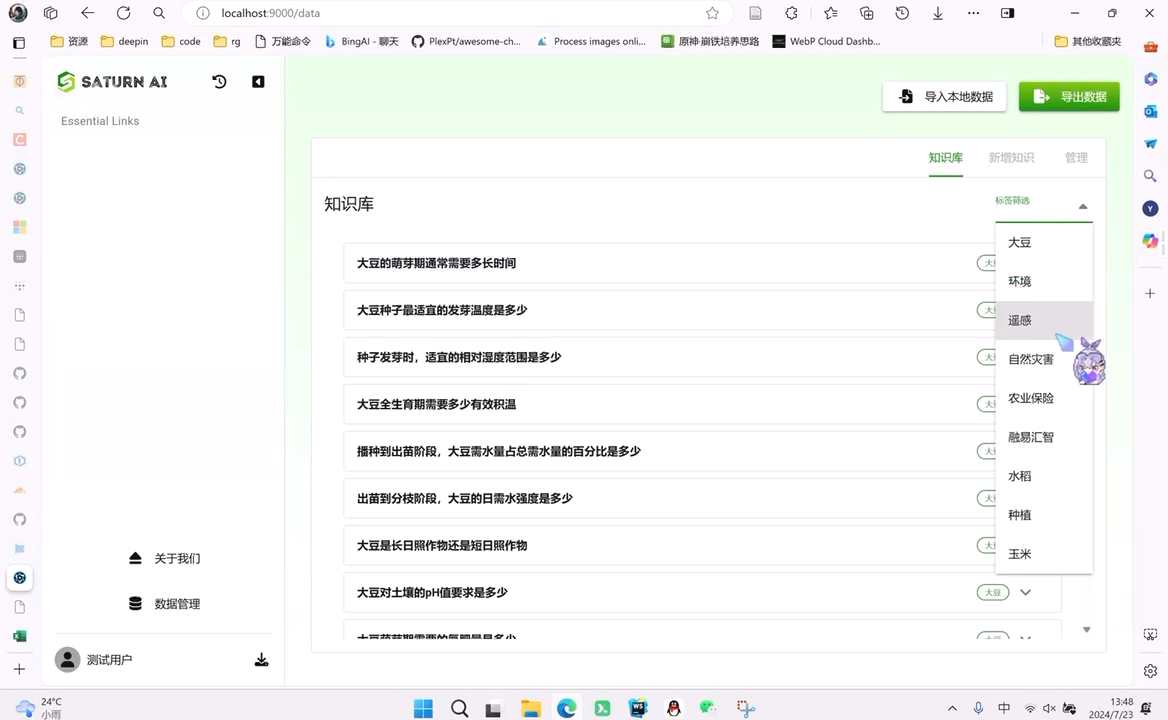 localhost:9000/data
资源
deepin
code
rg
万能命令
BingAI - 聊天
PlexPt/awesome-ch...
Process images onli...
原神·崩铁培养思路
WebP Cloud Dashb...
其他收藏夹
SATURN AI
Essential Links
导入本地数据
导出数据
知识库
新增知识
管理
知识库
标签筛选
大豆的萌芽期通常需要多长时间
大豆种子最适宜的发芽温度是多少
种子发芽时，适宜的相对湿度范围是多少
大豆全生育期需要多少有效积温
播种到出苗阶段，大豆需水量占总需水量的百分比是多少
出苗到分枝阶段，大豆的日需水强度是多少
大豆是长日照作物还是短日照作物
大豆对土壤的pH值要求是多少
大豆
大豆萌芽期需要的氮肥量是多少
大豆
大豆
环境
遥感
自然灾害
农业保险
融易汇智
水稻
种植
玉米
关于我们
数据管理
测试用户
24°C
小雨
中
13:48
2024/7/23